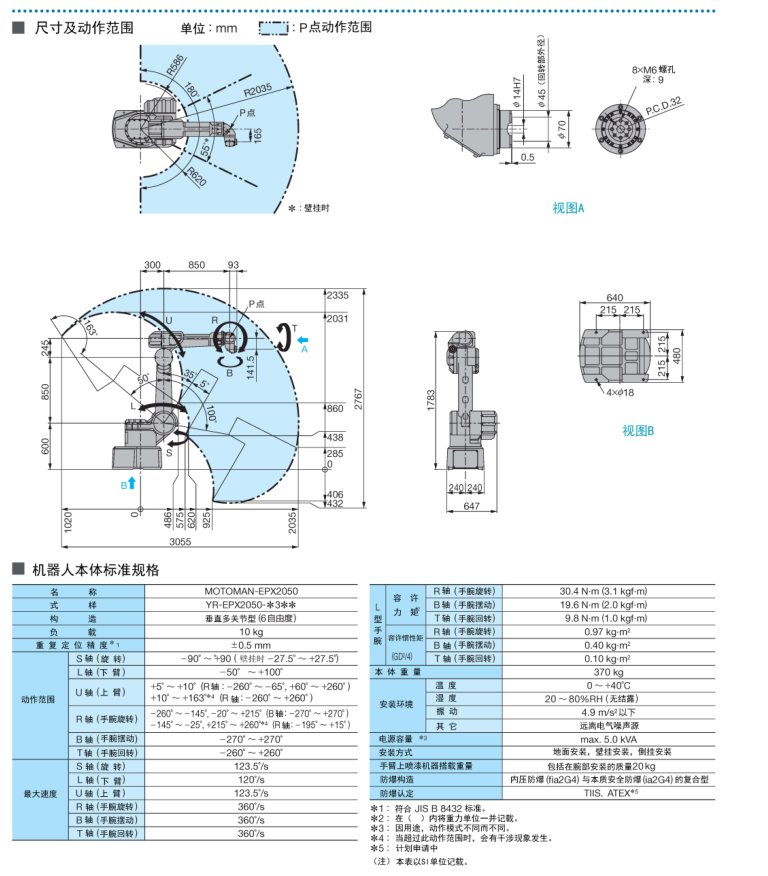 ■ 尺寸及动作范围 单位：mm ：P点动作范围
R586
180°
R2035
P点
165
55°*
R620
＊：壁挂时
φ14H7
φ45（回转部外径）
φ70
0.5
8×M6 螺孔
深：9
P.C.D.32
视图A
300 850 93
2335
2031
P点
U R T
A
B
163°
245
850
600
50° 35° 5°
141.5
L
100°
S
B
860
438
285
0
406
432
2767
1020 0 486 575 620 925 2035
3055
1783
240 240
647
640
215 215
215
215
480
4×φ18
视图B
■ 机器人本体标准规格
名 称 MOTOMAN-EPX2050
式 样 YR-EPX2050-＊3＊＊
构 造 垂直多关节型 (6自由度)
负 载 10 kg
重复定位精度*1 ±0.5 mm
动作范围
S 轴 (旋 转) −90°～+90 ( 壁挂时 −27.5°～+27.5°)
L 轴 (下 臂) −50° ～+100°
U 轴 (上 臂) +5°～+10° (R 轴：−260°～−65°, +60°～+260°)
+10°～+163°*4 (R 轴：−260°～+260°)
R 轴 (手腕旋转) −260°～−145°, −20°～+215° (B轴：−270°～+270°)
−145°～−25°, +215°～+260°*4 (R轴：−195°～+15°)
B 轴 (手腕摆动) −270°～+270°
T 轴 (手腕回转) −260°～+260°
最大速度
S 轴 (旋 转) 123.5°/s
L 轴 (下 臂) 120°/s
U 轴 (上 臂) 123.5°/s
R 轴 (手腕旋转) 360°/s
B 轴 (手腕摆动) 360°/s
T 轴 (手腕回转) 360°/s
L型手腕
容 许 力 矩
R 轴 (手腕旋转) 30.4 N·m (3.1 kgf·m)
B 轴 (手腕摆动) 19.6 N·m (2.0 kgf·m)
T 轴 (手腕回转) 9.8 N·m (1.0 kgf·m)
容许惯性矩 (GD²/4)
R 轴 (手腕旋转) 0.97 kg·m²
B 轴 (手腕摆动) 0.40 kg·m²
T 轴 (手腕回转) 0.10 kg·m²
本 体 重 量 370 kg
安装环境
温 度 0～+40°C
湿 度 20～80%RH (无结露)
振 动 4.9 m/s²以下
其 它 远离电气噪声源
电源容量 *3 max. 5.0 kVA
安装方式 地面安装，壁挂安装，倒挂安装
手臂上喷漆机器搭载重量 包括在腕部安装的质量20kg
防爆构造 内压防爆 (fia2G4) 与本质安全防爆 (ia2G4) 的复合型
防爆认定 TIIS、ATEX*5
＊1： 符合 JIS B 8432 标准。
＊2： 在（ ）内将重力单位一并记载。
＊3： 因用途，动作模式不同而不同。
＊4： 当超过此动作范围时，会有干涉现象发生。
＊5： 计划申请中
（注）本表以SI单位记载。